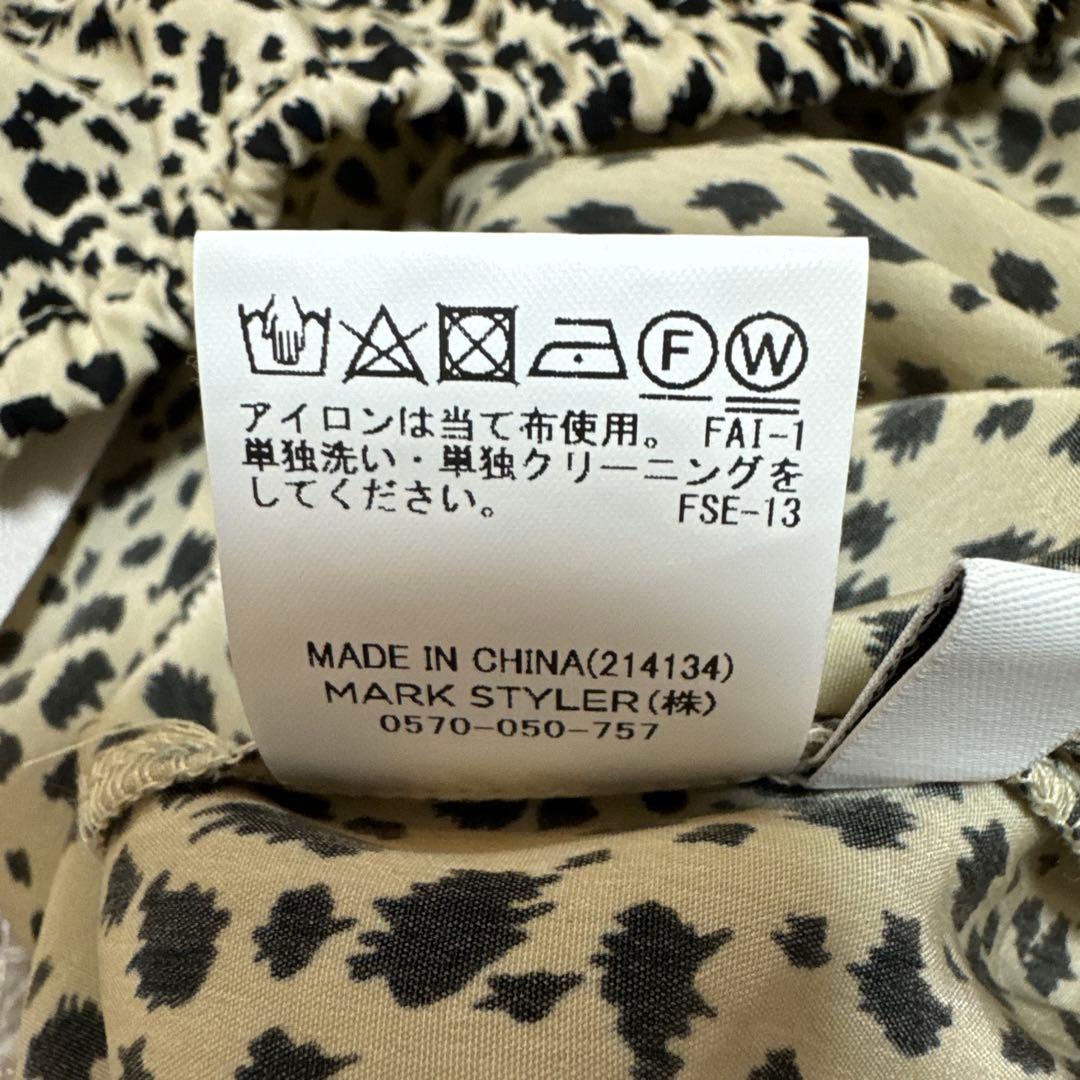 F W
アイロンは当て布使用。 FAI-1
単独洗い・単独クリーニングを
してください。 FSE-13
MADE IN CHINA(214134)
MARK STYLER(株)
0570-050-757